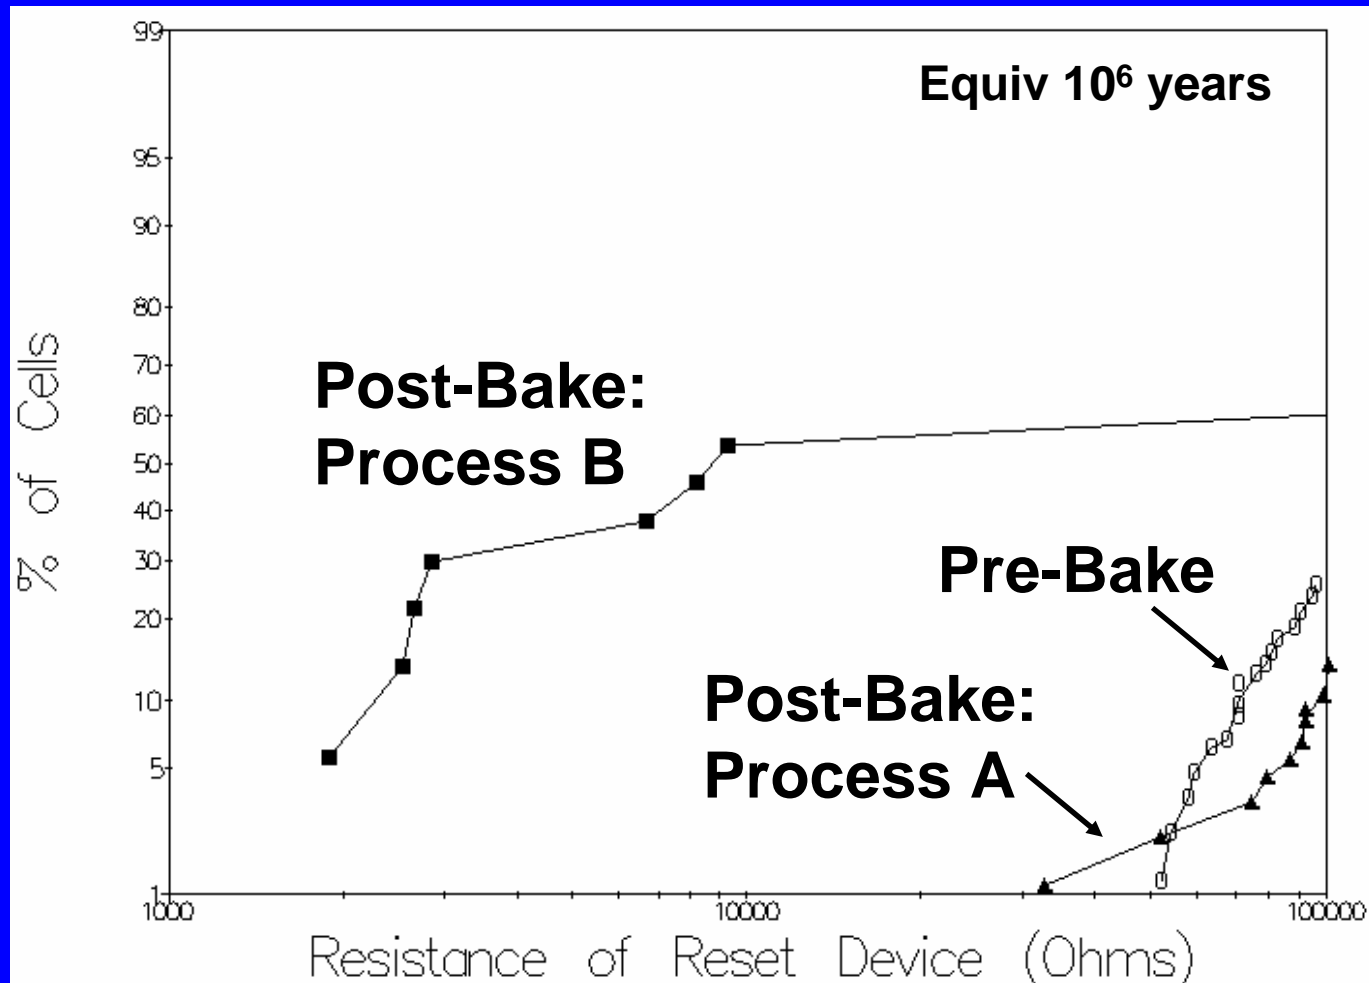 99
Equiv 10⁶ years
95
90
80
70
Post-Bake:
Process B
60
50
40
30
20
10
5
1
% of Cells
Pre-Bake
Post-Bake:
Process A
1000
10000
100000
Resistance of Reset Device (Ohms)